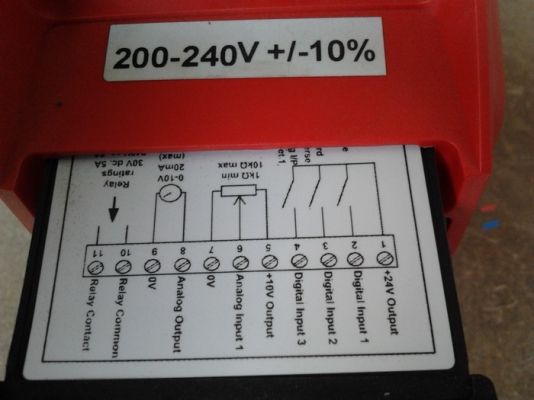 200-240V +/-10%
30V dc, 5A
ratings
Relay
(max)
20mA
0-10V
10kΩ max
1kΩ min
11 10 9 8 7 6 5 4 3 2 1
Relay Contact
Relay Common
0V
Analog Output
0V
Analog Input 1
+10V Output
Digital Input 3
Digital Input 2
Digital Input 1
+24V Output